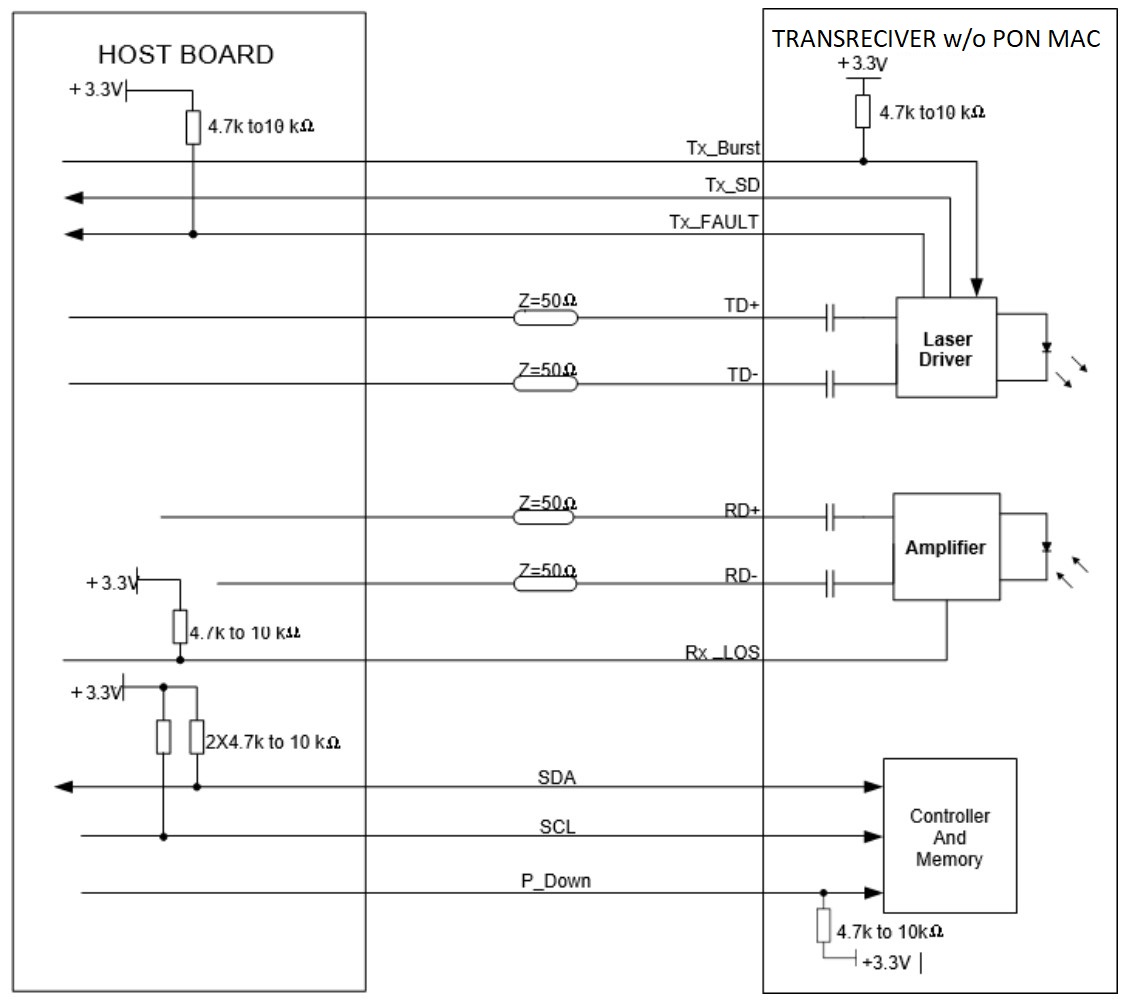 HOST BOARD
TRANSRECIVER w/o PON MAC
+3.3V
+3.3V
4.7k to10 kΩ
4.7k to10 kΩ
Tx_Burst
Tx_SD
Tx_FAULT
Z=50Ω
TD+
Laser
Driver
Z=50Ω
TD-
Z=50Ω
RD+
Amplifier
Z=50Ω
RD-
+3.3V
4.7k to 10 kΩ
Rx _LOS
+3.3V
2X4.7k to 10 kΩ
SDA
SCL
Controller
And
Memory
P_Down
4.7k to 10kΩ
+3.3V |